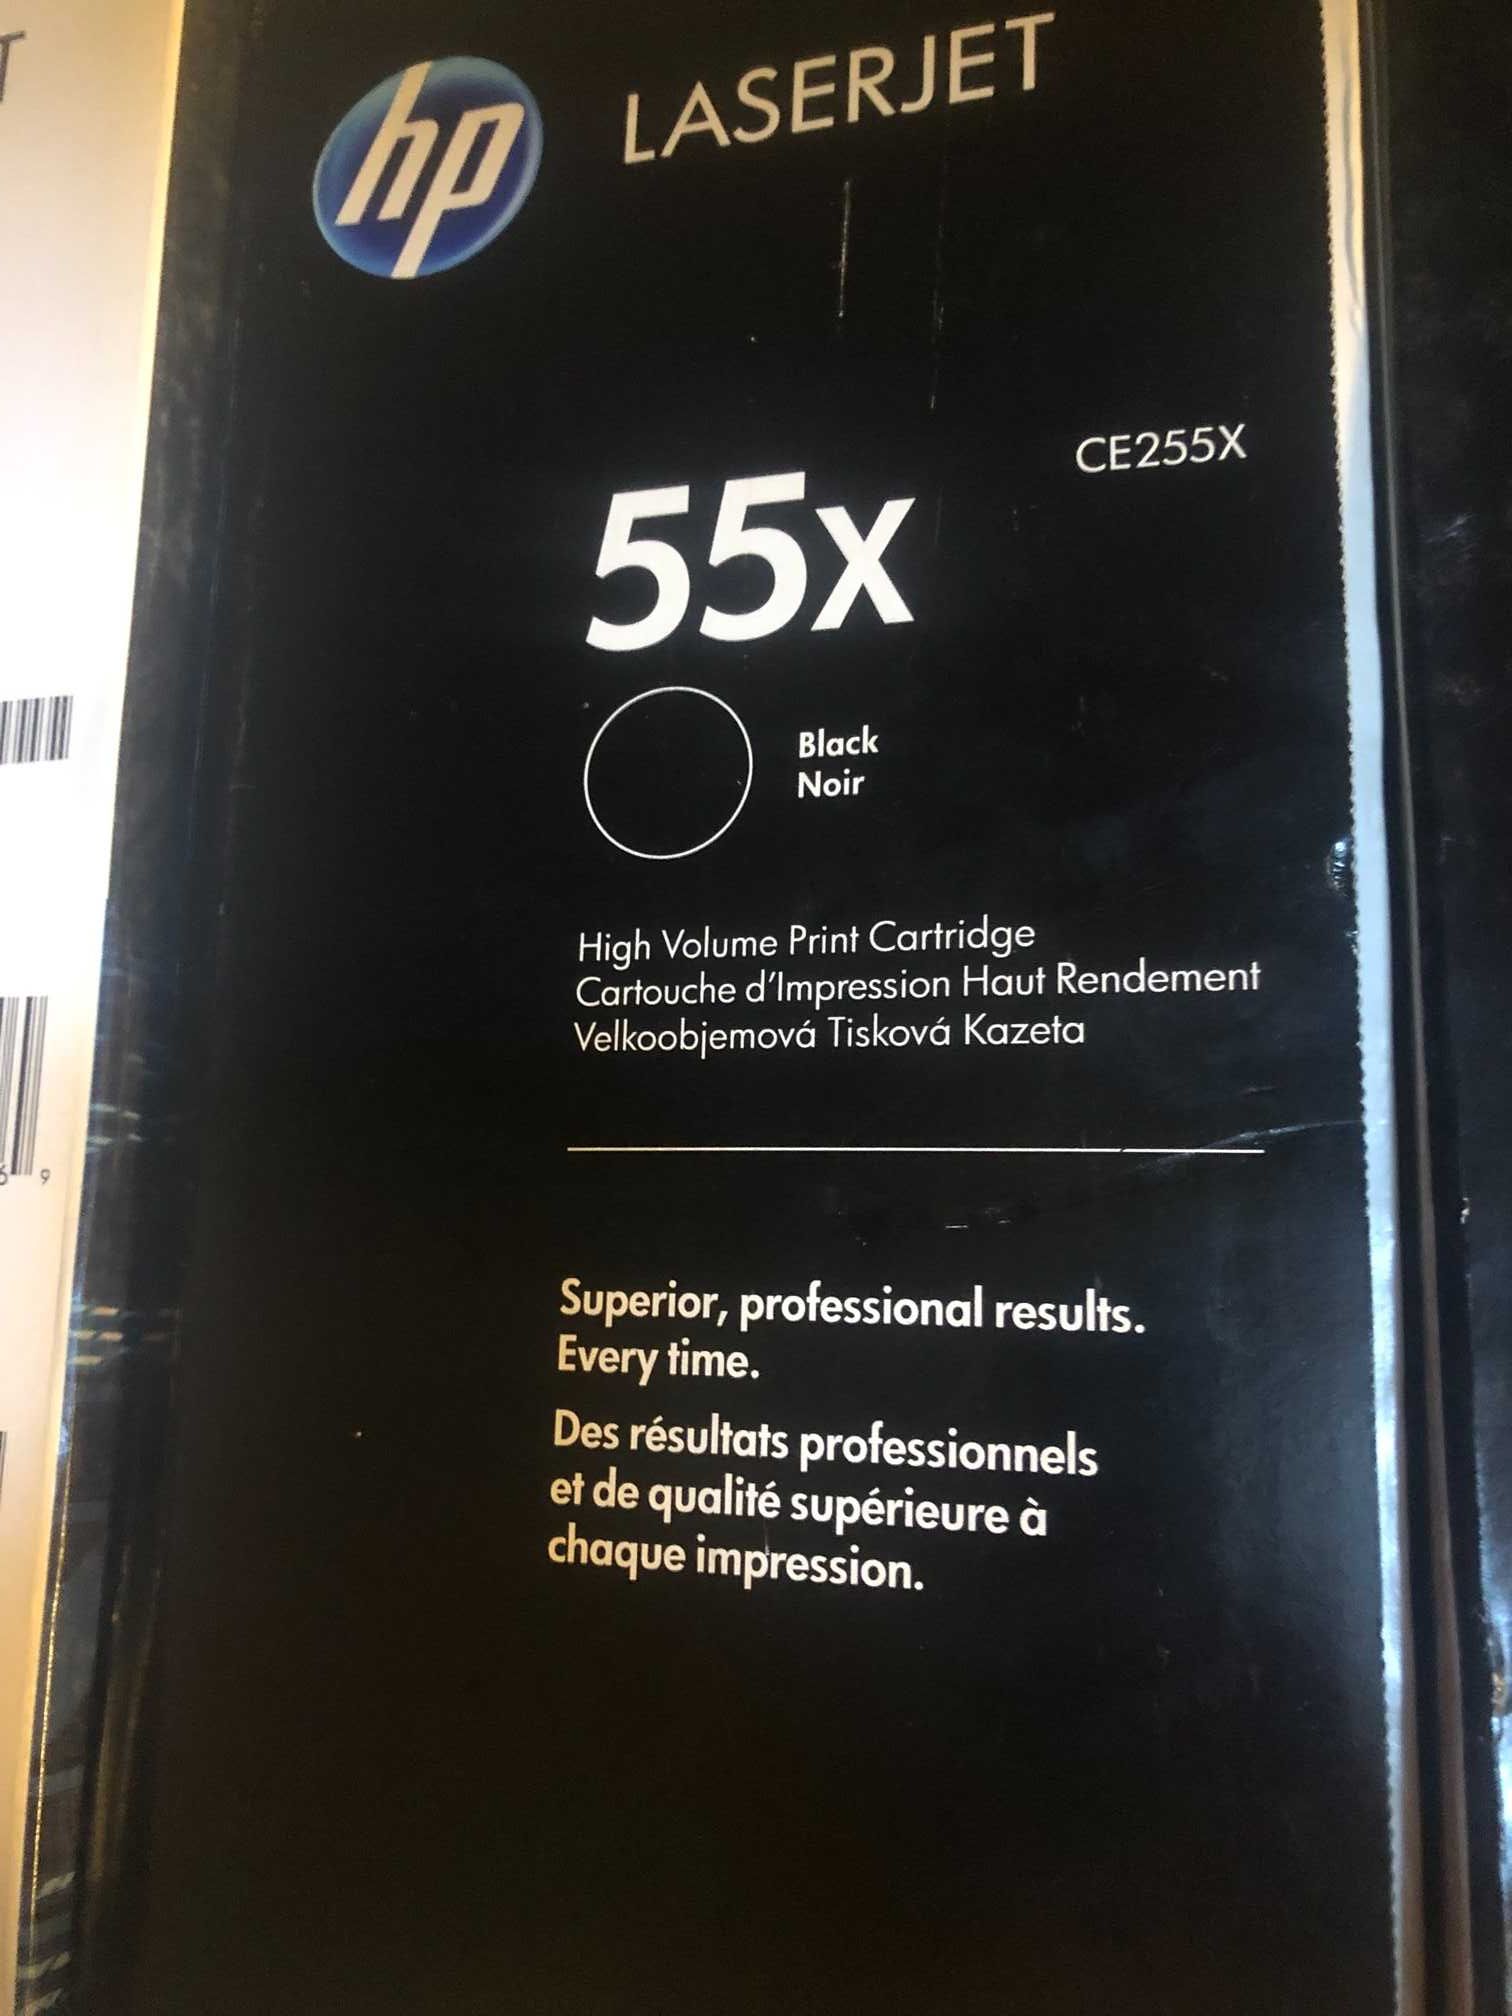 hp LASERJET
CE255X
55X
Black
Noir
High Volume Print Cartridge
Cartouche d'Impression Haut Rendement
Velkoobjemová Tisková Kazeta
Superior, professional results.
Every time.
Des résultats professionnels
et de qualité supérieure à
chaque impression.
T
9